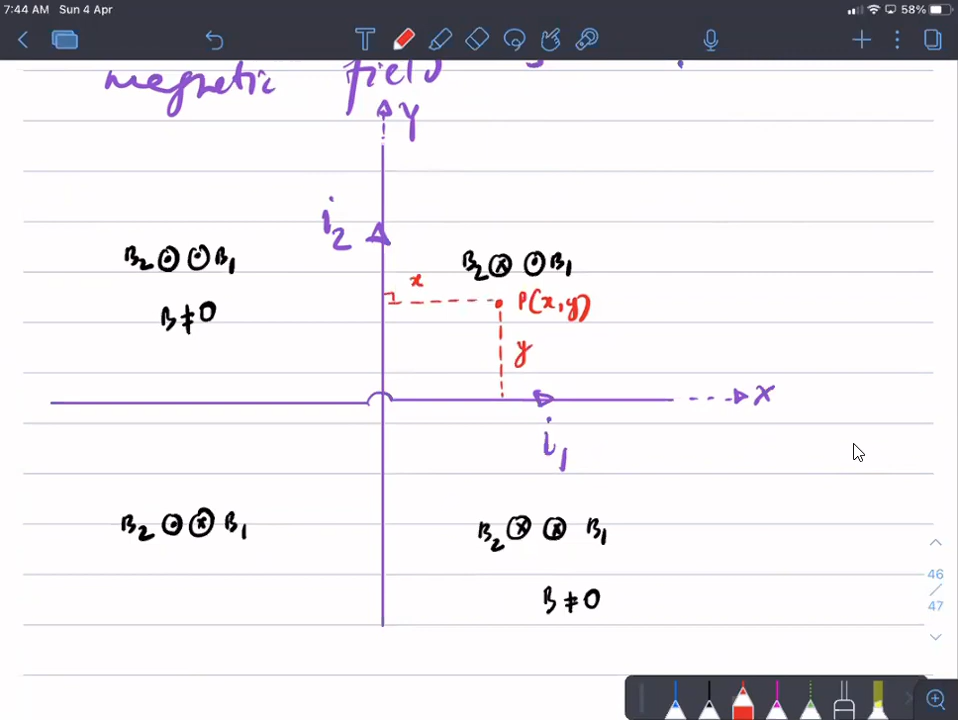 7:44 AM Sun 4 Apr 58%
T
magnetic field
Y
i2
B2 ⊙ ⊙ B1
B2 ⊗ ⊙ B1
x
P(x,y)
B≠0
y
X
i1
B2 ⊙ ⊗ B1
B2 ⊗ ⊗ B1
B≠0
46
/
47